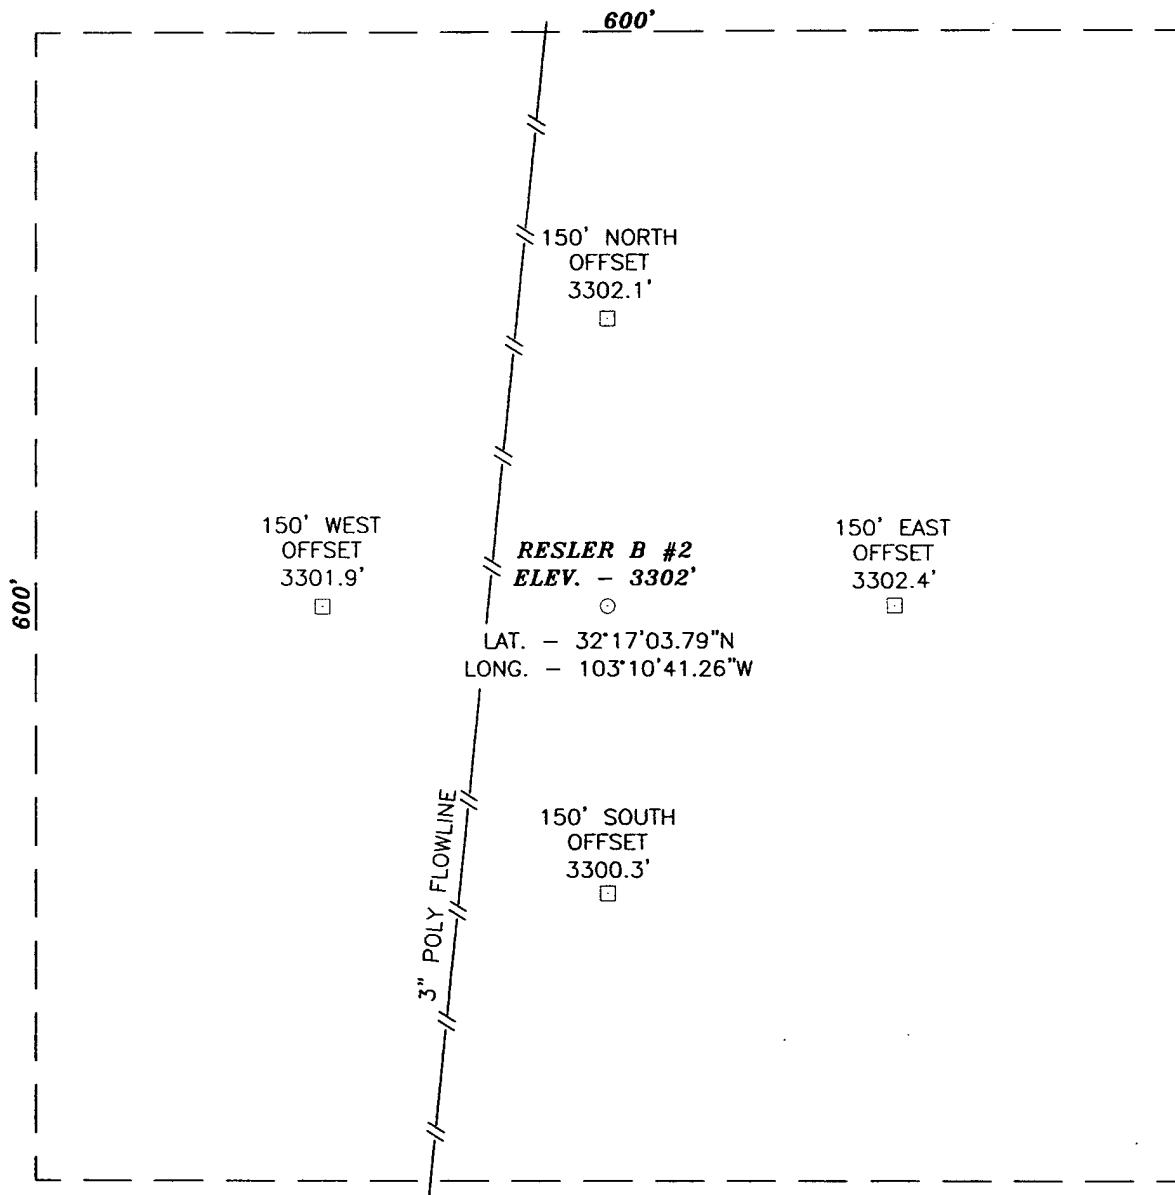 600'
150' NORTH
OFFSET
3302.1'
150' WEST
OFFSET
3301.9'
RESLER B #2
ELEV. - 3302'
150' EAST
OFFSET
3302.4'
600'
LAT. - 32°17'03.79"N
LONG. - 103°10'41.26"W
3" POLY FLOWLINE
150' SOUTH
OFFSET
3300.3'